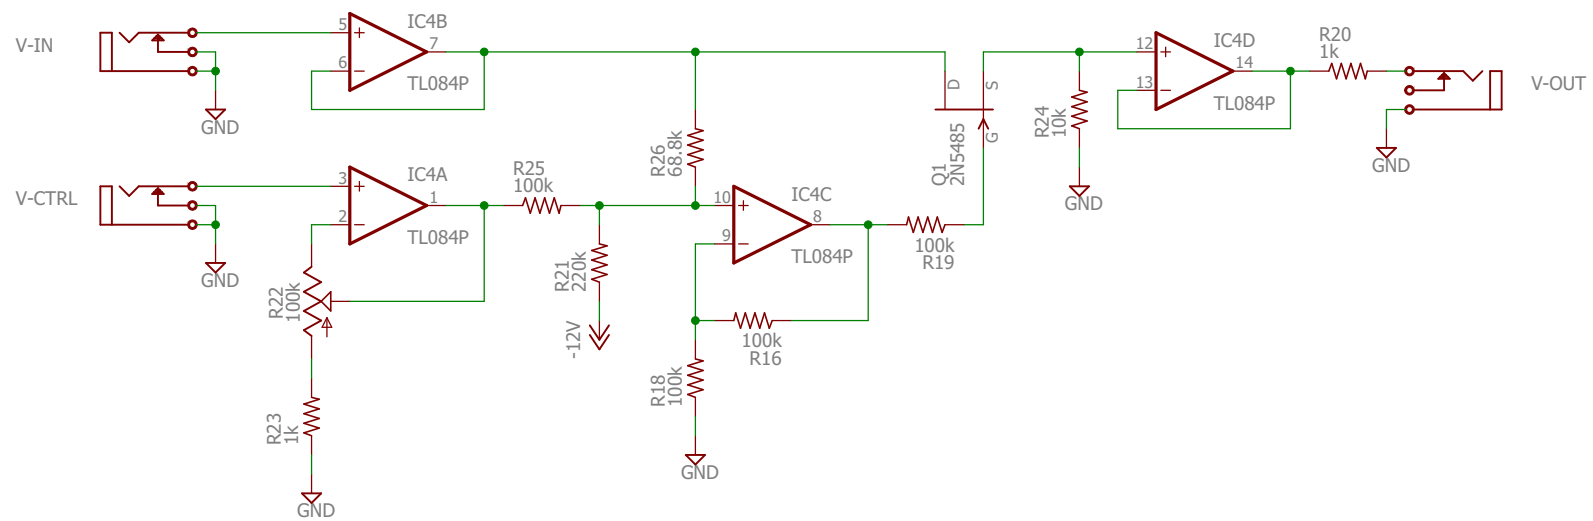 V-IN
5
6
+
−
IC4B
7
TL084P
GND
V-CTRL
3
2
+
−
IC4A
1
TL084P
GND
R22
100k
R23
1k
GND
R25
100k
R21
220k
-12V
R26
68.8k
10
9
+
−
IC4C
8
TL084P
100k
R16
R18
100k
GND
100k
R19
D
S
G
Q1
2N5485
R24
10k
GND
12
13
+
−
IC4D
14
TL084P
R20
1k
V-OUT
GND